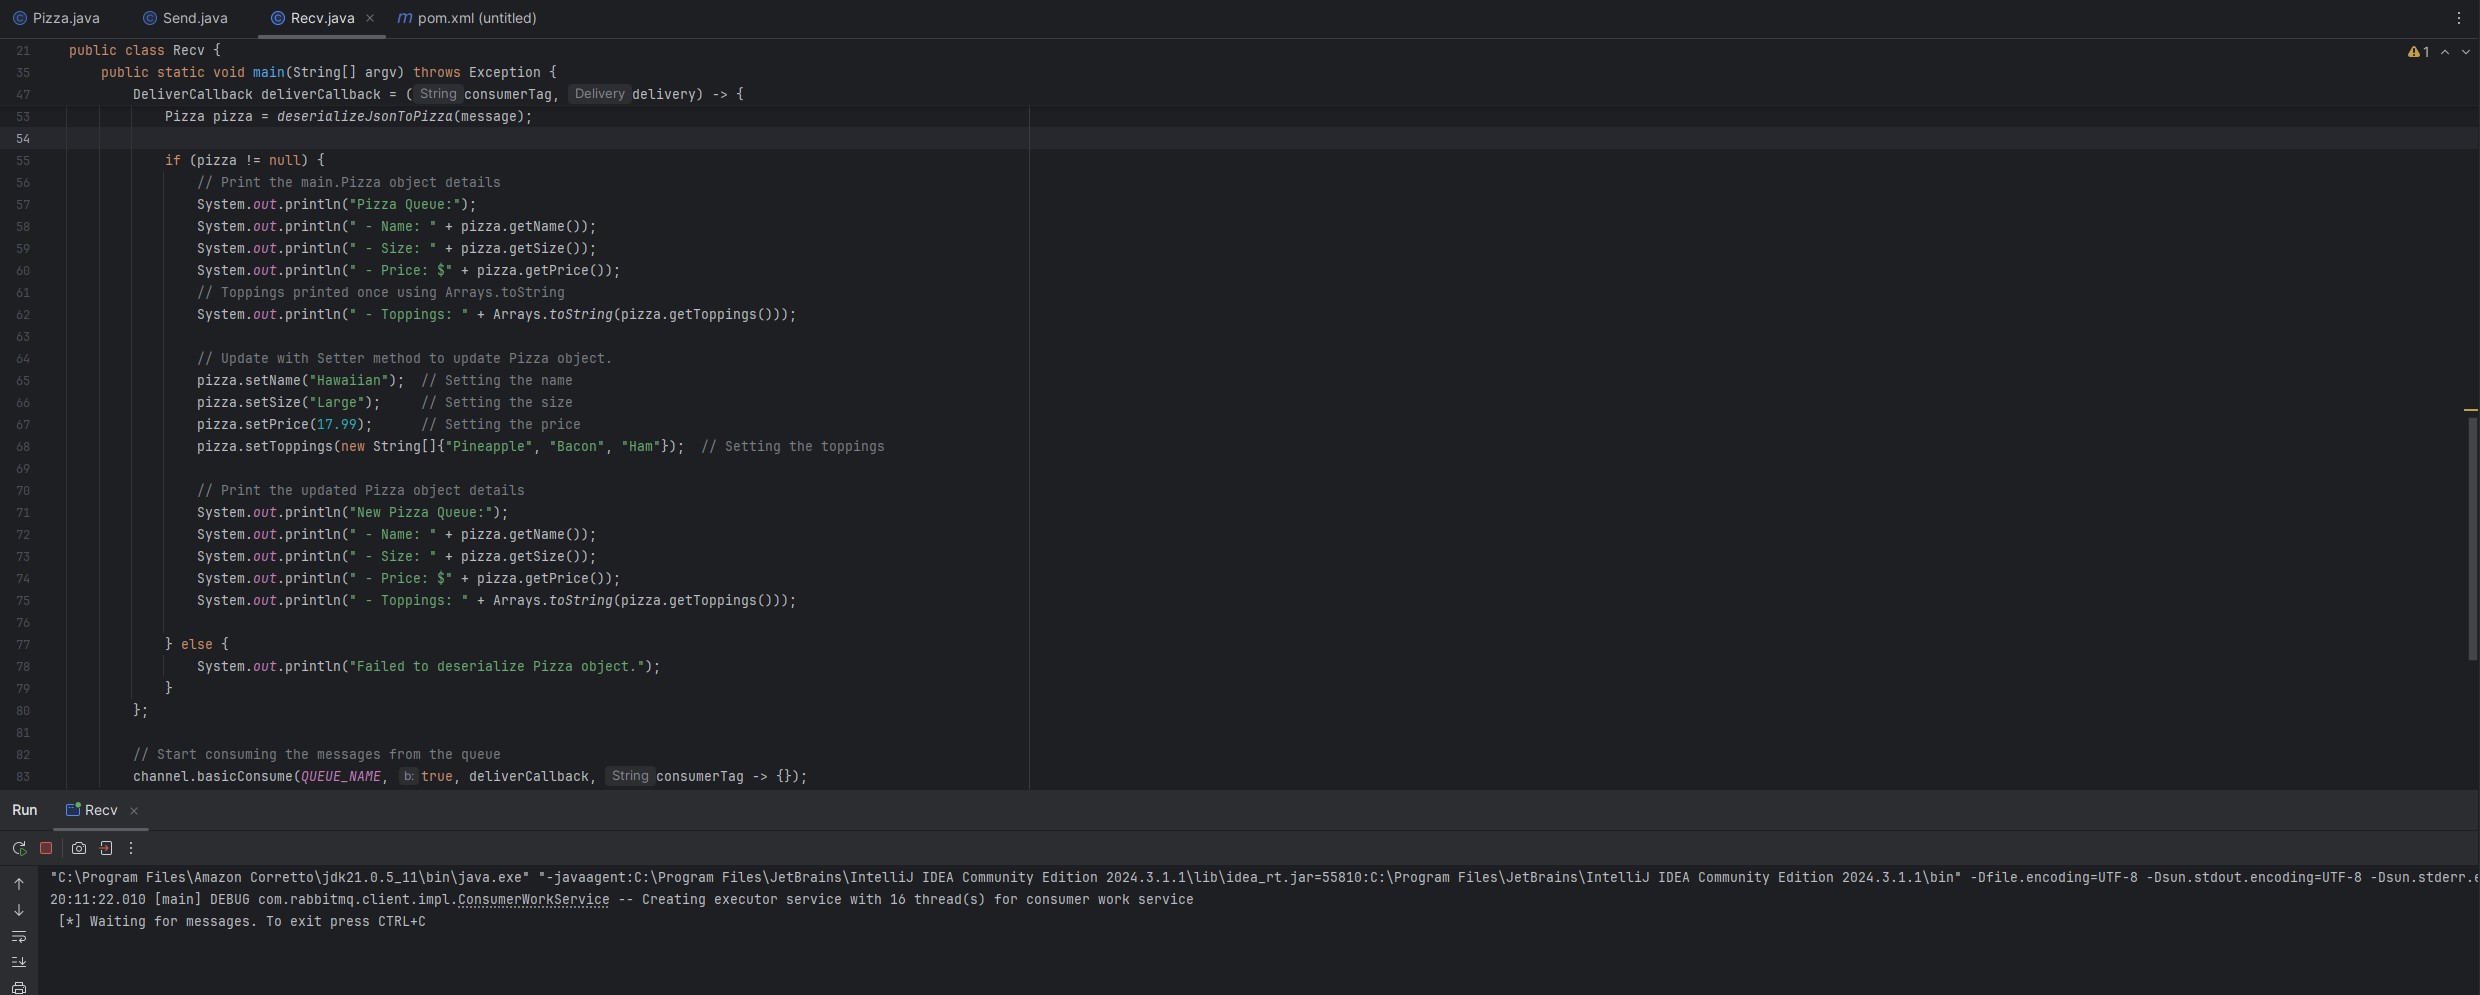 Pizza.java Send.java Recv.java pom.xml (untitled)
21 public class Recv {
1
35 public static void main(String[] argv) throws Exception {
47 DeliverCallback deliverCallback = ( String consumerTag, Delivery delivery) -> {
53 Pizza pizza = deserializeJsonToPizza(message);
54
55 if (pizza != null) {
56 // Print the main.Pizza object details
57 System.out.println("Pizza Queue:");
58 System.out.println(" - Name: " + pizza.getName());
59 System.out.println(" - Size: " + pizza.getSize());
60 System.out.println(" - Price: $" + pizza.getPrice());
61 // Toppings printed once using Arrays.toString
62 System.out.println(" - Toppings: " + Arrays.toString(pizza.getToppings()));
63
64 // Update with Setter method to update Pizza object.
65 pizza.setName("Hawaiian"); // Setting the name
66 pizza.setSize("Large"); // Setting the size
67 pizza.setPrice(17.99); // Setting the price
68 pizza.setToppings(new String[]{"Pineapple", "Bacon", "Ham"}); // Setting the toppings
69
70 // Print the updated Pizza object details
71 System.out.println("New Pizza Queue:");
72 System.out.println(" - Name: " + pizza.getName());
73 System.out.println(" - Size: " + pizza.getSize());
74 System.out.println(" - Price: $" + pizza.getPrice());
75 System.out.println(" - Toppings: " + Arrays.toString(pizza.getToppings()));
76
77 } else {
78 System.out.println("Failed to deserialize Pizza object.");
79 }
80 };
81
82 // Start consuming the messages from the queue
83 channel.basicConsume(QUEUE_NAME, b: true, deliverCallback, String consumerTag -> {});
Run Recv
"C:\Program Files\Amazon Corretto\jdk21.0.5_11\bin\java.exe" "-javaagent:C:\Program Files\JetBrains\IntelliJ IDEA Community Edition 2024.3.1.1\lib\idea_rt.jar=55810:C:\Program Files\JetBrains\IntelliJ IDEA Community Edition 2024.3.1.1\bin" -Dfile.encoding=UTF-8 -Dsun.stdout.encoding=UTF-8 -Dsun.stderr.e
20:11:22.010 [main] DEBUG com.rabbitmq.client.impl.ConsumerWorkService -- Creating executor service with 16 thread(s) for consumer work service
[*] Waiting for messages. To exit press CTRL+C